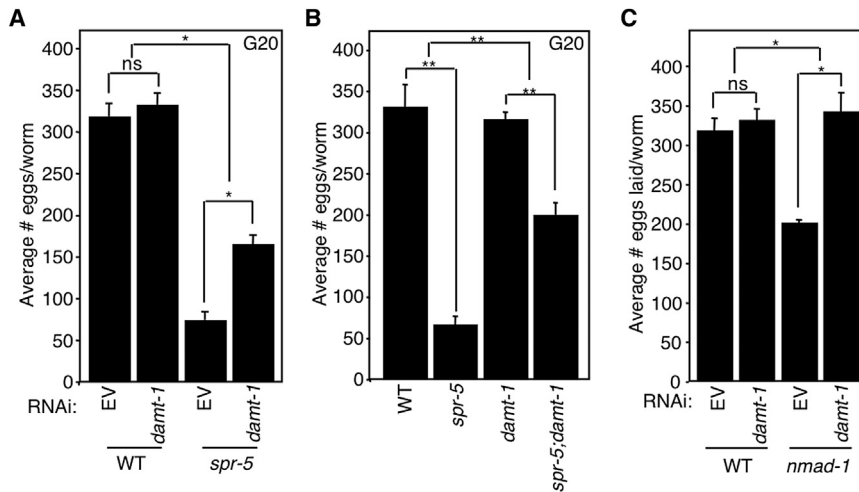 A
Average # eggs/worm
400
350
300
250
200
150
100
50
0
G20
*
ns
*
RNAi:
EV
damt-1
EV
damt-1
WT
spr-5
B
Average # eggs/worm
400
350
300
250
200
150
100
50
0
G20
**
**
**
WT
spr-5
damt-1
spr-5;damt-1
C
Average # eggs laid/worm
400
350
300
250
200
250
300
50
0
*
ns
*
RNAi:
EV
damt-1
EV
damt-1
WT
nmad-1